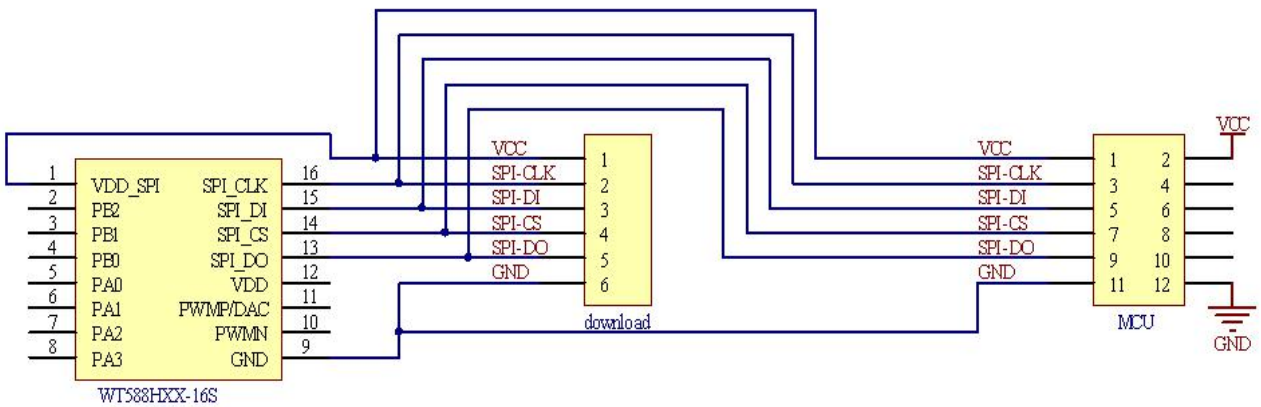 VCC
VCC
VCC
1 VDD_SPI SPI_CLK 16
2 PB2 SPI_DI 15
3 PB1 SPI_CS 14
4 PB0 SPI_DO 13
5 PA0 VDD 12
6 PA1 PWMP/DAC 11
7 PA2 PWMN 10
8 PA3 GND 9
WT588HXX-16S
1
SPI-CLK 2
SPI-DI 3
SPI-CS 4
SPI-DO 5
GND 6
download
1 2
SPI-CLK 3 4
SPI-DI 5 6
SPI-CS 7 8
SPI-DO 9 10
GND 11 12
MCU
GND